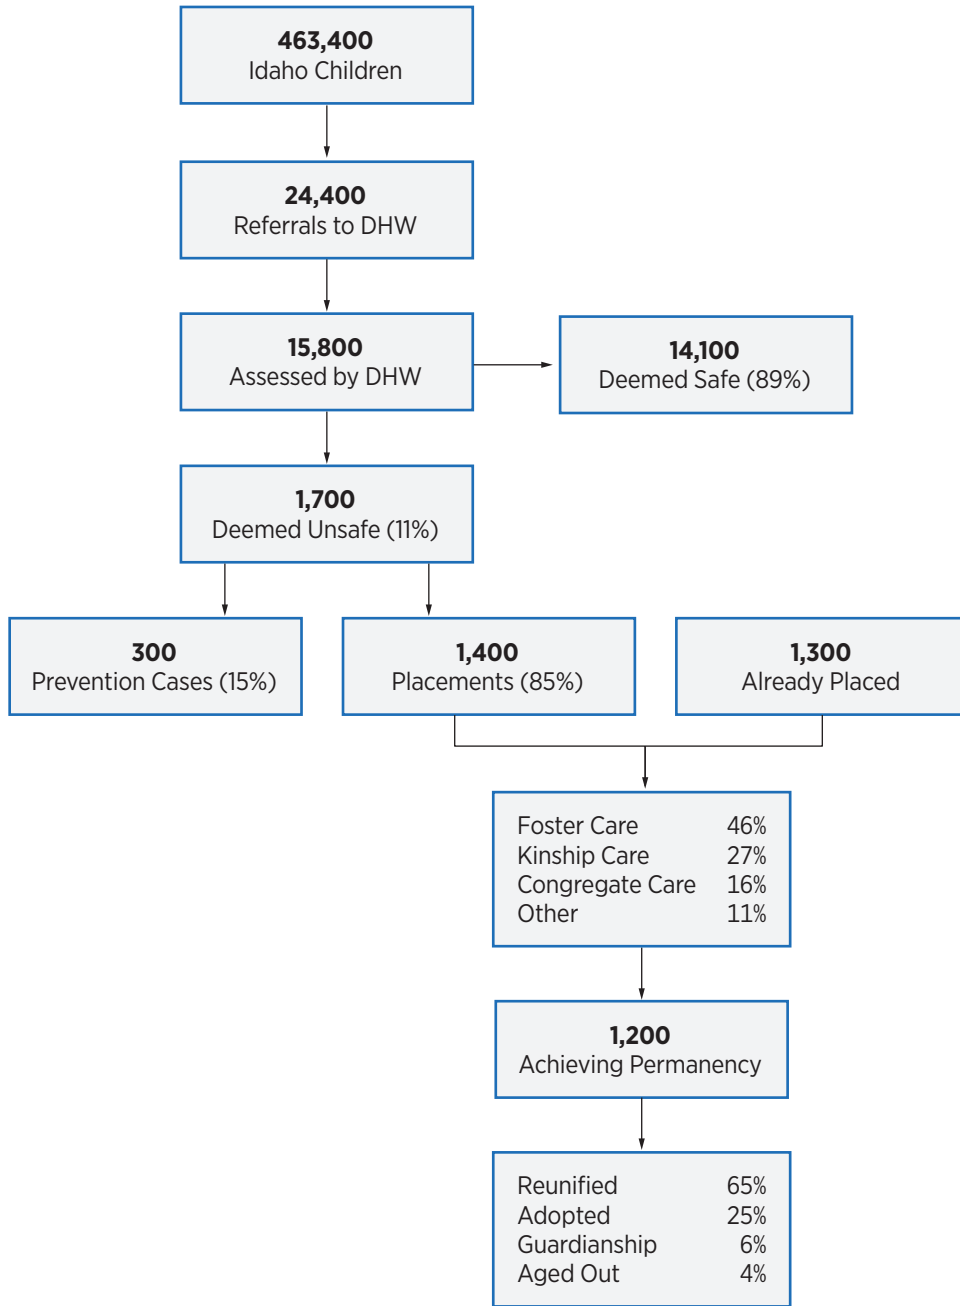 463,400
Idaho Children
24,400
Referrals to DHW
15,800
Assessed by DHW
14,100
Deemed Safe (89%)
1,700
Deemed Unsafe (11%)
300
Prevention Cases (15%)
1,400
Placements (85%)
1,300
Already Placed
Foster Care 46%
Kinship Care 27%
Congregate Care 16%
Other 11%
1,200
Achieving Permanency
Reunified 65%
Adopted 25%
Guardianship 6%
Aged Out 4%